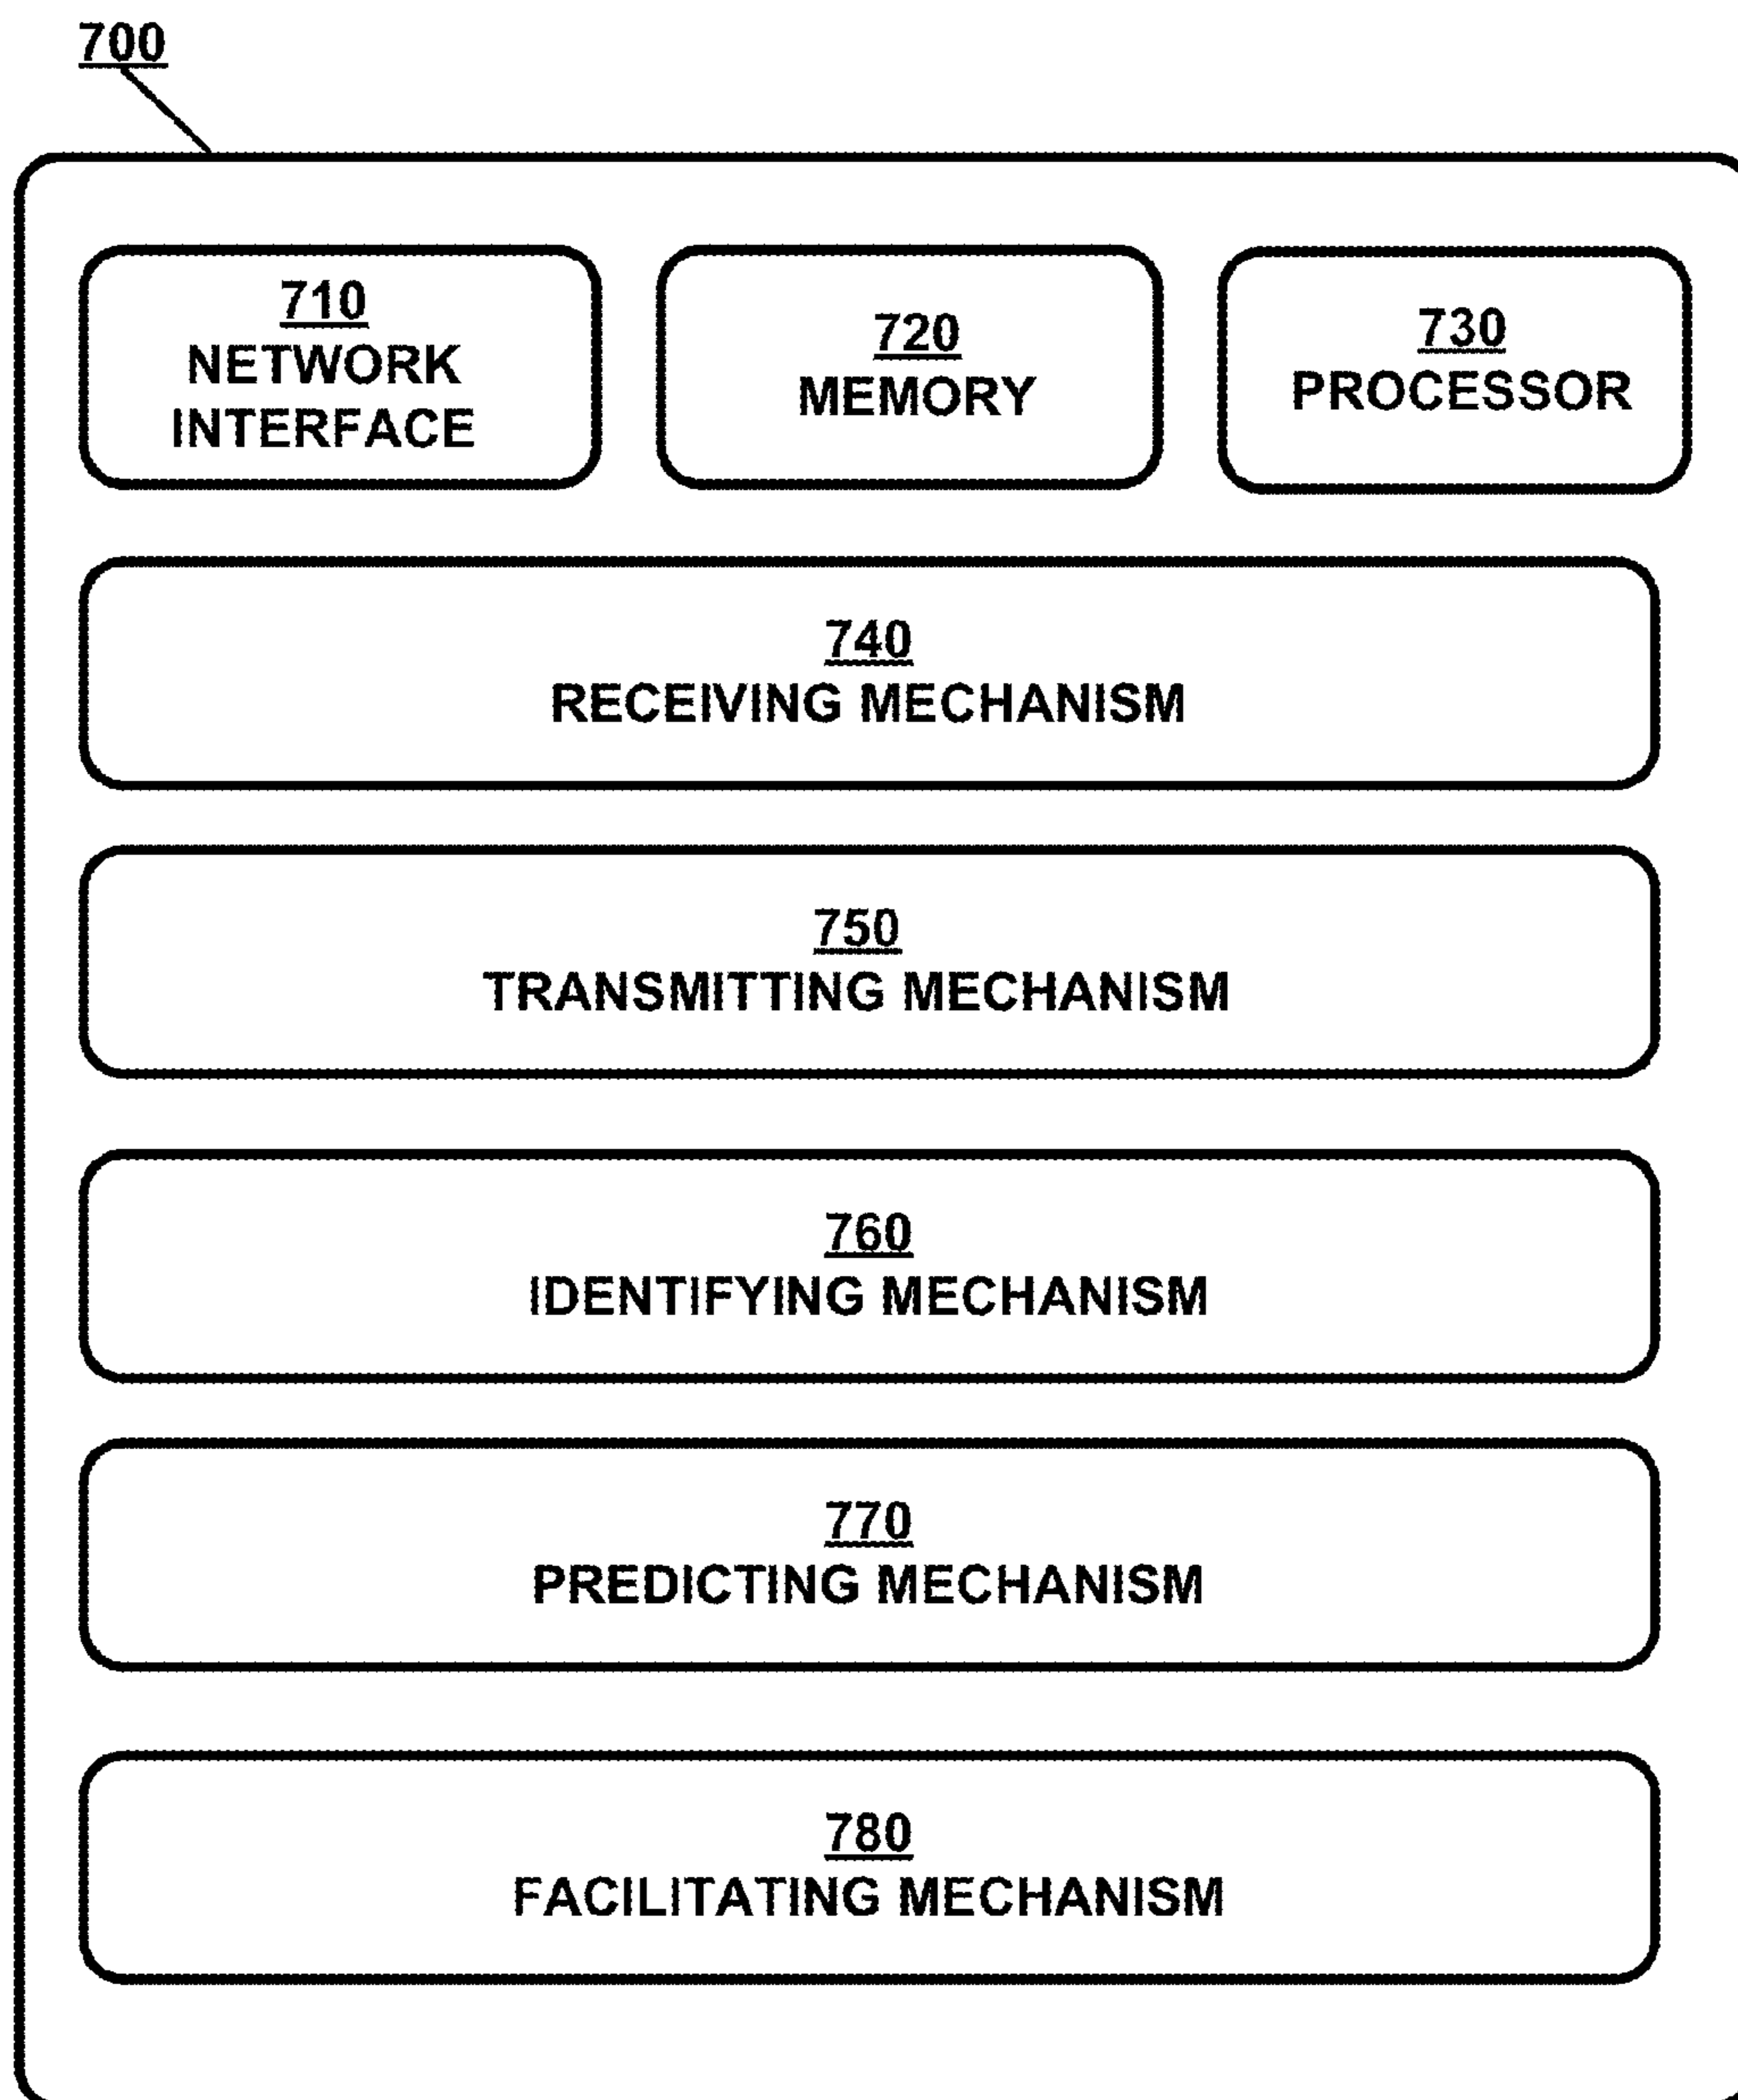 700
710
NETWORK
INTERFACE
720
MEMORY
730
PROCESSOR
740
RECEIVING MECHANISM
750
TRANSMITTING MECHANISM
760
IDENTIFYING MECHANISM
770
PREDICTING MECHANISM
780
FACILITATING MECHANISM